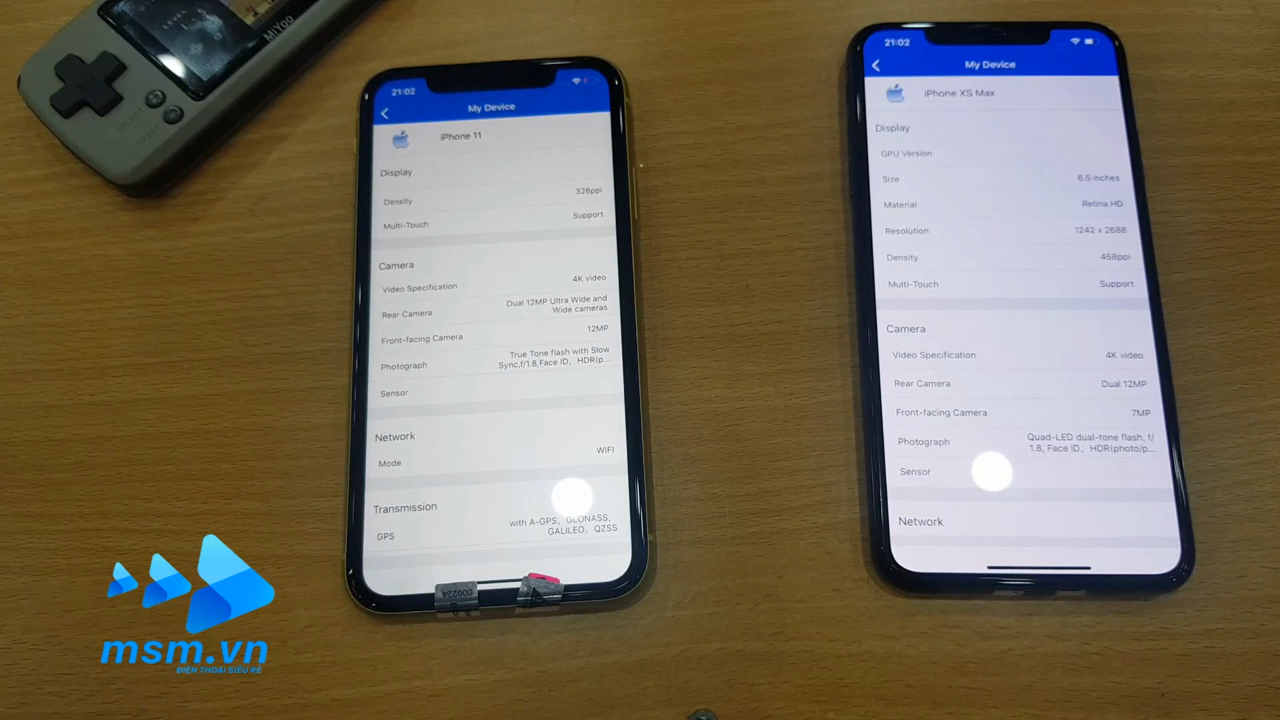 MIYOO
21:02
My Device
iPhone 11
Display
Density 326ppi
Multi-Touch Support
Camera
Video Specification 4K video
Rear Camera Dual 12MP Ultra Wide and
Wide cameras
Front-facing Camera 12MP
Photograph True Tone flash with Slow
Sync,f/1.8,Face ID, HDR(p...
Sensor
Network
Mode WIFI
Transmission
GPS with A-GPS, GLONASS,
GALILEO, QZSS
000224
21:02
My Device
iPhone XS Max
Display
GPU Version
Size 6.5 inches
Material Retina HD
Resolution 1242 x 2688
Density 458ppi
Multi-Touch Support
Camera
Video Specification 4K video
Rear Camera Dual 12MP
Front-facing Camera 7MP
Photograph Quad-LED dual-tone flash, f/
1.8, Face ID, HDR(photo/p...
Sensor
Network
msm.vn
ĐIỆN THOẠI SIÊU RẺ